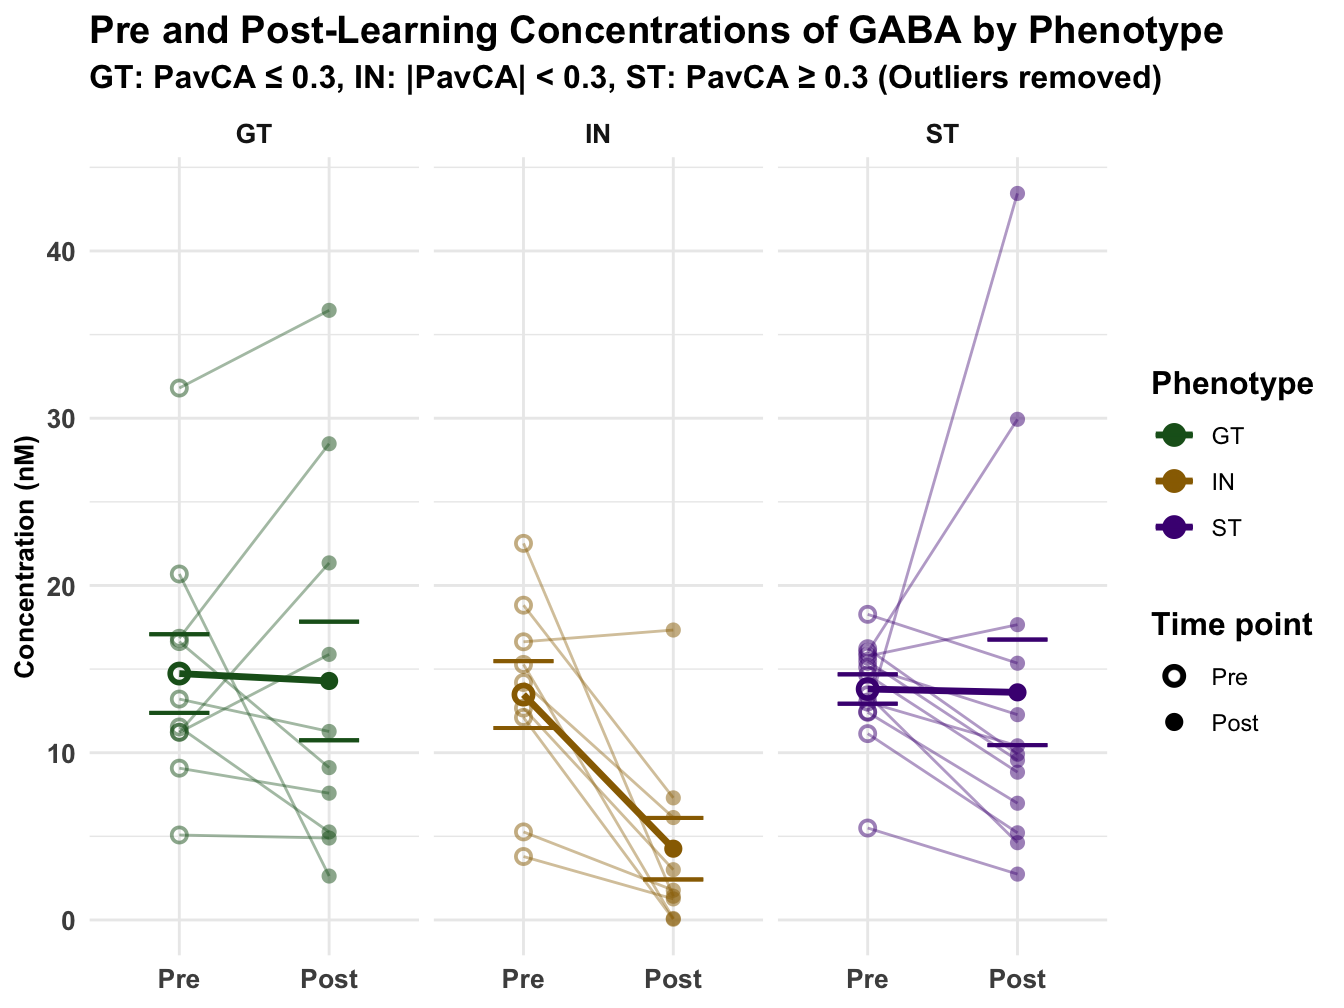 Pre and Post-Learning Concentrations of GABA by Phenotype
GT: PavCA ≤ 0.3, IN: |PavCA| < 0.3, ST: PavCA ≥ 0.3 (Outliers removed)
GT
IN
ST
Concentration (nM)
40
30
20
10
0
Pre
Post
Pre
Post
Pre
Post
Phenotype
GT
IN
ST
Time point
Pre
Post